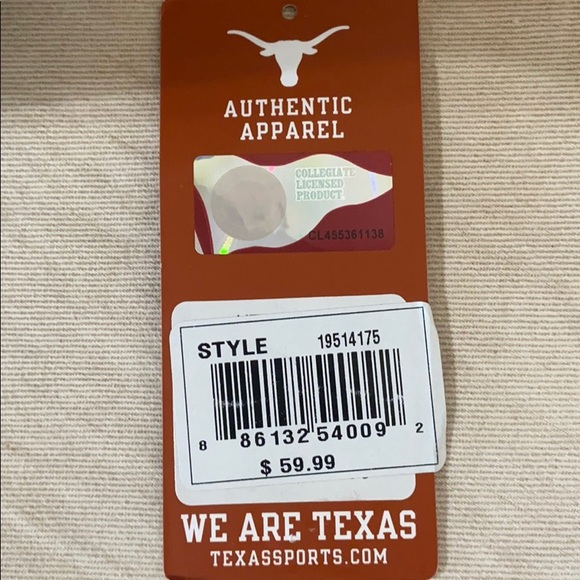 AUTHENTIC
APPAREL
COLLEGIATE
LICENSED
PRODUCT
CL455361138
STYLE 19514175
8 86132 54009 2
$ 59.99
WE ARE TEXAS
TEXASSPORTS.COM